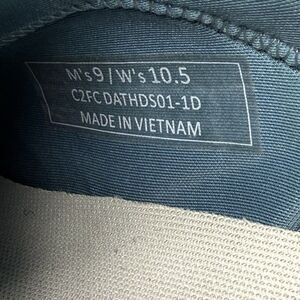 M's 9 / W's 10.5
C2FC DATHDS01-1D
MADE IN VIETNAM